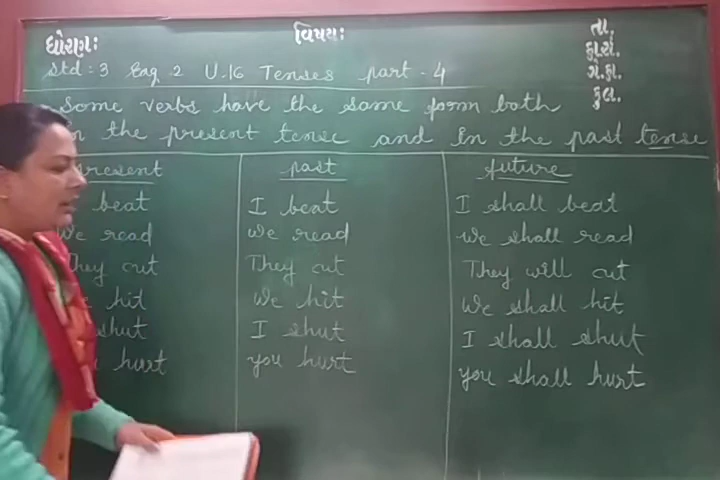 ધોરણઃ વિષયઃ તા.
Std : 3 Eng. 2 U.16 Tenses part - 4 કુ.સં.
ગે.હા.
કુલ.
Some verbs have the same form both
in the present tense and in the past tense
present past future
beat I beat I shall beat
We read We read We shall read
They cut They cut They will cut
We hit We shall hit
shut I shut I shall shut
hurt you hurt you shall hurt